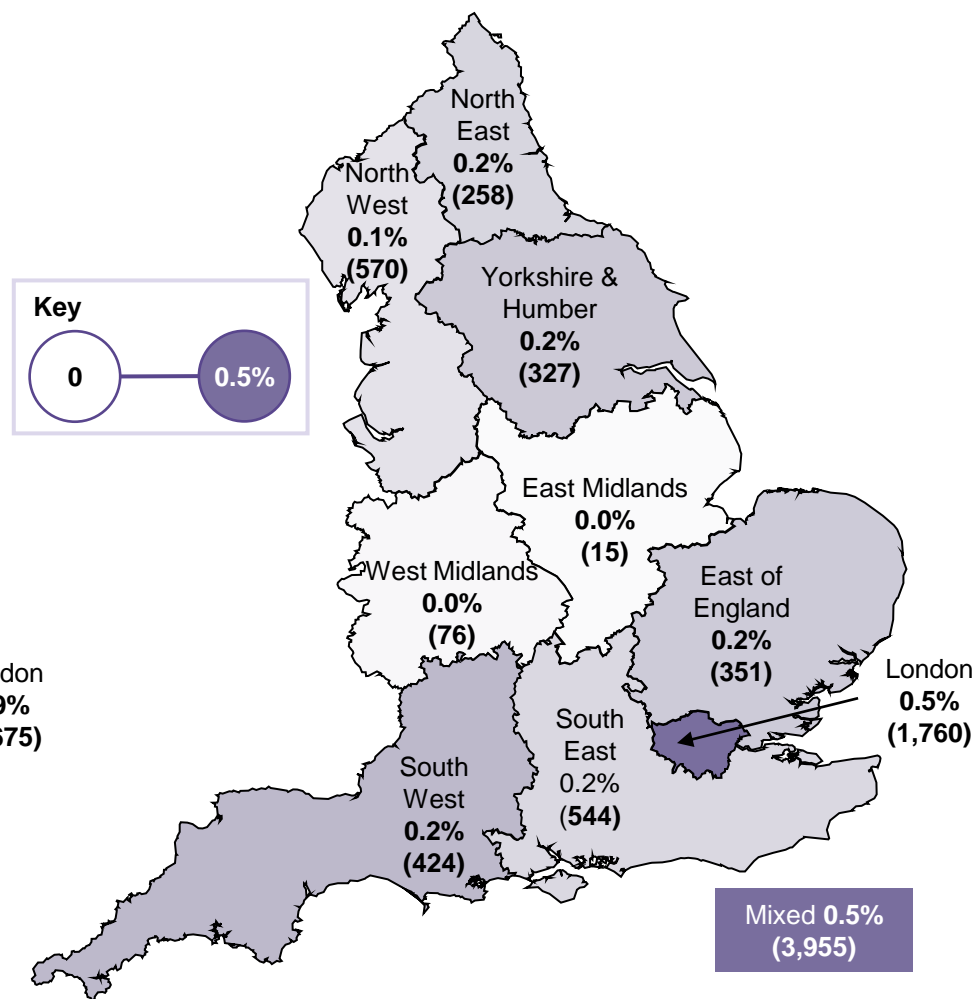 North
East
0.2%
(258)
North
West
0.1%
(570)
Yorkshire &
Humber
0.2%
(327)
Key
0
0.5%
East Midlands
0.0%
(15)
West Midlands
0.0%
(76)
East of
England
0.2%
(351)
London
0.5%
(1,760)
South
East
0.2%
(544)
South
West
0.2%
(424)
Mixed 0.5%
(3,955)